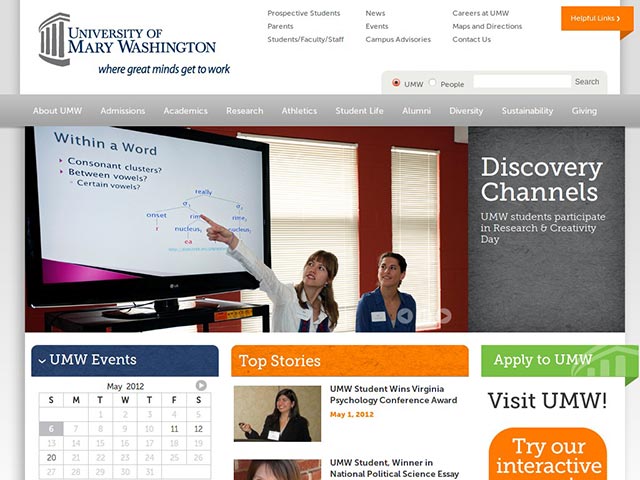 UNIVERSITY OF
MARY WASHINGTON
where great minds get to work
Prospective Students
Parents
Students/Faculty/Staff
News
Events
Campus Advisories
Careers at UMW
Maps and Directions
Contact Us
Helpful Links
UMW
People
Search
About UMW
Admissions
Academics
Research
Athletics
Student Life
Alumni
Diversity
Sustainability
Giving
Within a Word
Consonant clusters?
Between vowels?
Certain vowels?
really
onset
nucleus
r
ea
LG
Discovery
Channels
UMW students participate
in Research & Creativity
Day
UMW Events
May 2012
S M T W T F S
1 2 3 4 5
6 7 8 9 10 11 12
13 14 15 16 17 18 19
20 21 22 23 24 25 26
27 28 29 30 31
Top Stories
UMW Student Wins Virginia
Psychology Conference Award
May 1, 2012
UMW Student, Winner in
National Political Science Essay
Apply to UMW
Visit UMW!
Try our
interactive